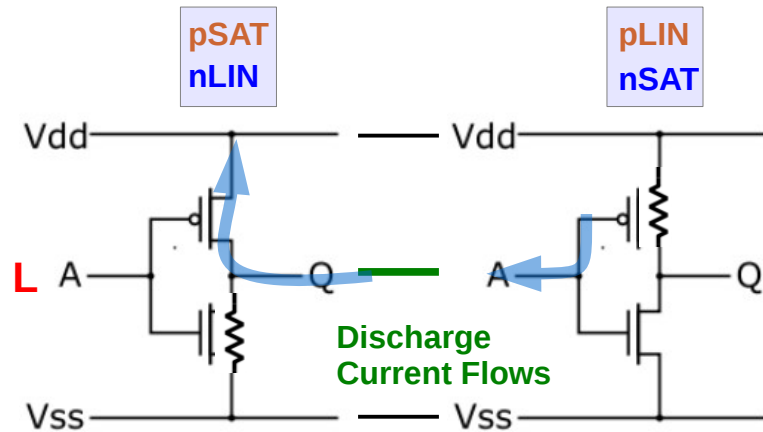 pSAT
nLIN
pLIN
nSAT
Vdd
Vdd
L A
Q
A
Q
Discharge
Current Flows
Vss
Vss